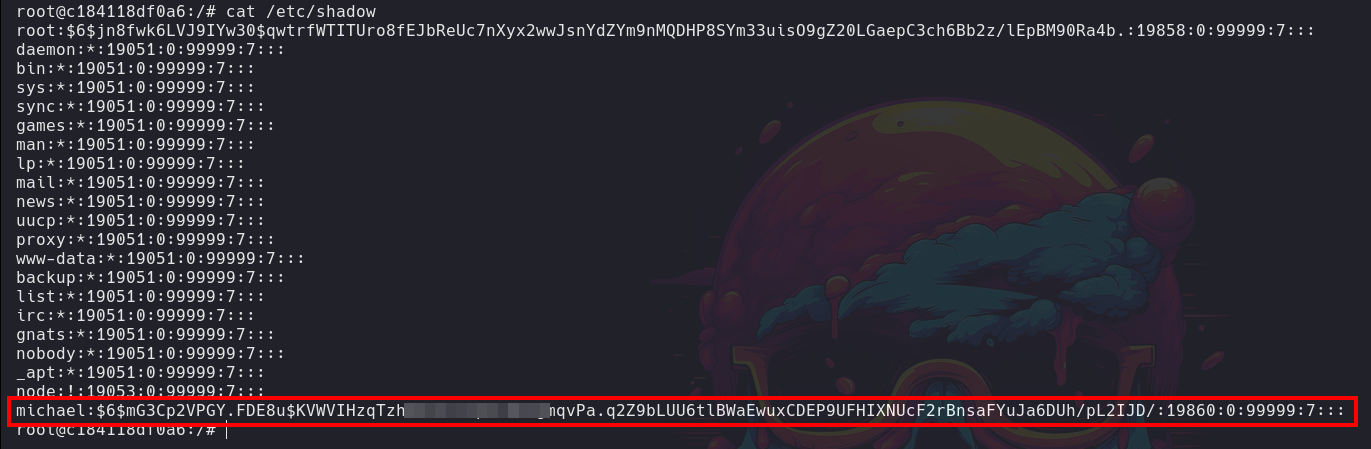 root@c184118df0a6:/# cat /etc/shadow
root:$6$jn8fwk6LVJ9IYw30$qwtrfWTITUro8fEJbReUc7nXyx2wwJsnYdZYm9nMQDHP8SYm33uisO9gZ20LGaepC3ch6Bb2z/lEpBM90Ra4b.:19858:0:99999:7:::
daemon:*:19051:0:99999:7:::
bin:*:19051:0:99999:7:::
sys:*:19051:0:99999:7:::
sync:*:19051:0:99999:7:::
games:*:19051:0:99999:7:::
man:*:19051:0:99999:7:::
lp:*:19051:0:99999:7:::
mail:*:19051:0:99999:7:::
news:*:19051:0:99999:7:::
uucp:*:19051:0:99999:7:::
proxy:*:19051:0:99999:7:::
www-data:*:19051:0:99999:7:::
backup:*:19051:0:99999:7:::
list:*:19051:0:99999:7:::
irc:*:19051:0:99999:7:::
gnats:*:19051:0:99999:7:::
nobody:*:19051:0:99999:7:::
_apt:*:19051:0:99999:7:::
node:!:19053:0:99999:7:::
michael:$6$mG3Cp2VPGY.FDE8u$KVWVIHzqTzh mqvPa.q2Z9bLUU6tlBWaEwuxCDEP9UFHIXNUcF2rBnsaFYuJa6DUh/pL2IJD/:19860:0:99999:7:::
root@c184118df0a6:/#